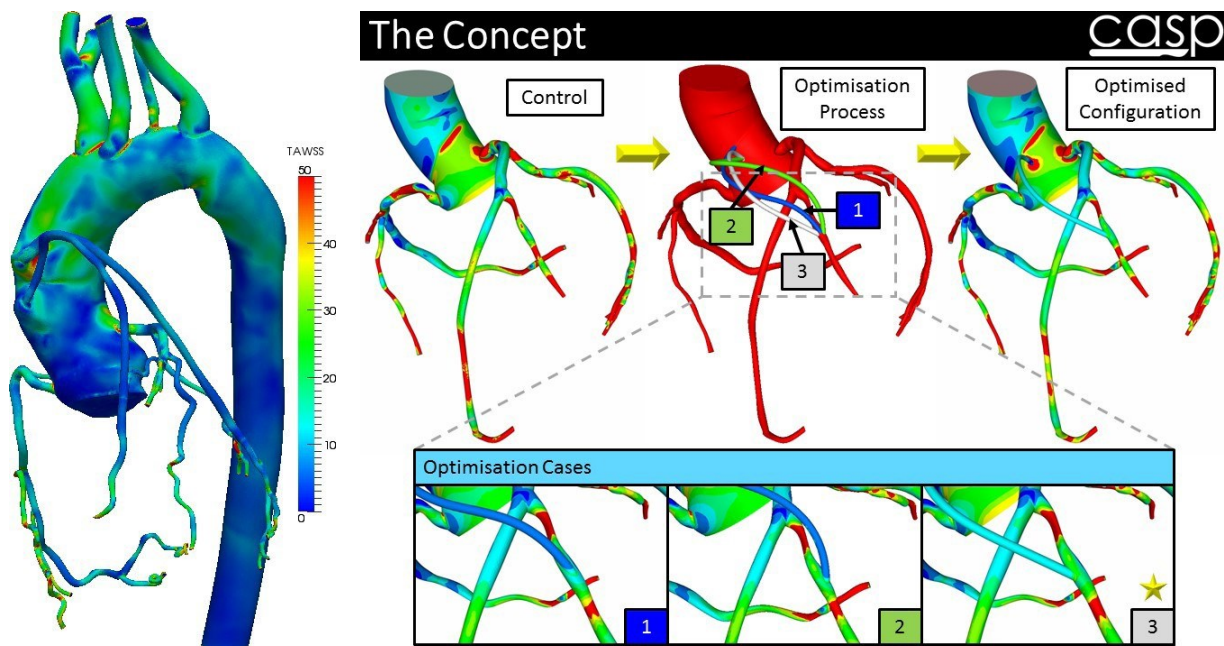 TAWSS
50
40
30
20
10
0
The Concept
casp
Control
Optimisation
Process
Optimised
Configuration
1
2
3
Optimisation Cases
1
2
3